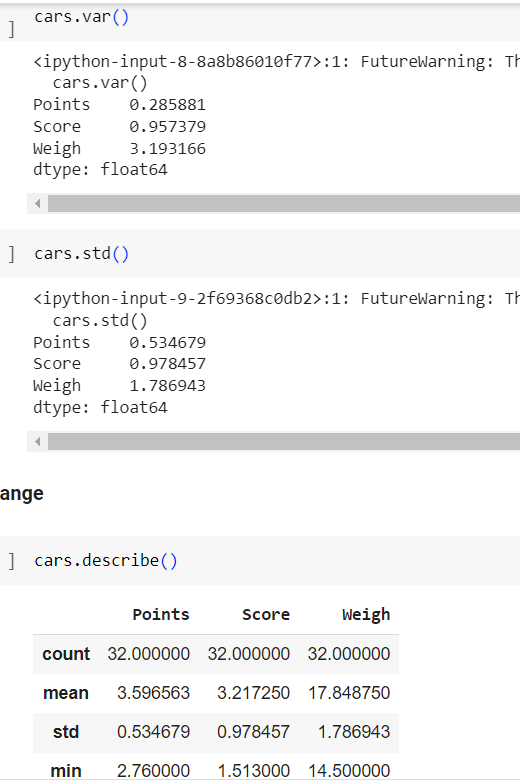 ] cars.var()
<ipython-input-8-8a8b86010f77>:1: FutureWarning: Th
cars.var()
Points 0.285881
Score 0.957379
Weigh 3.193166
dtype: float64
] cars.std()
<ipython-input-9-2f69368c0db2>:1: FutureWarning: Th
cars.std()
Points 0.534679
Score 0.978457
Weigh 1.786943
dtype: float64
ange
] cars.describe()
Points Score Weigh
count 32.000000 32.000000 32.000000
mean 3.596563 3.217250 17.848750
std 0.534679 0.978457 1.786943
min 2.760000 1.513000 14.500000